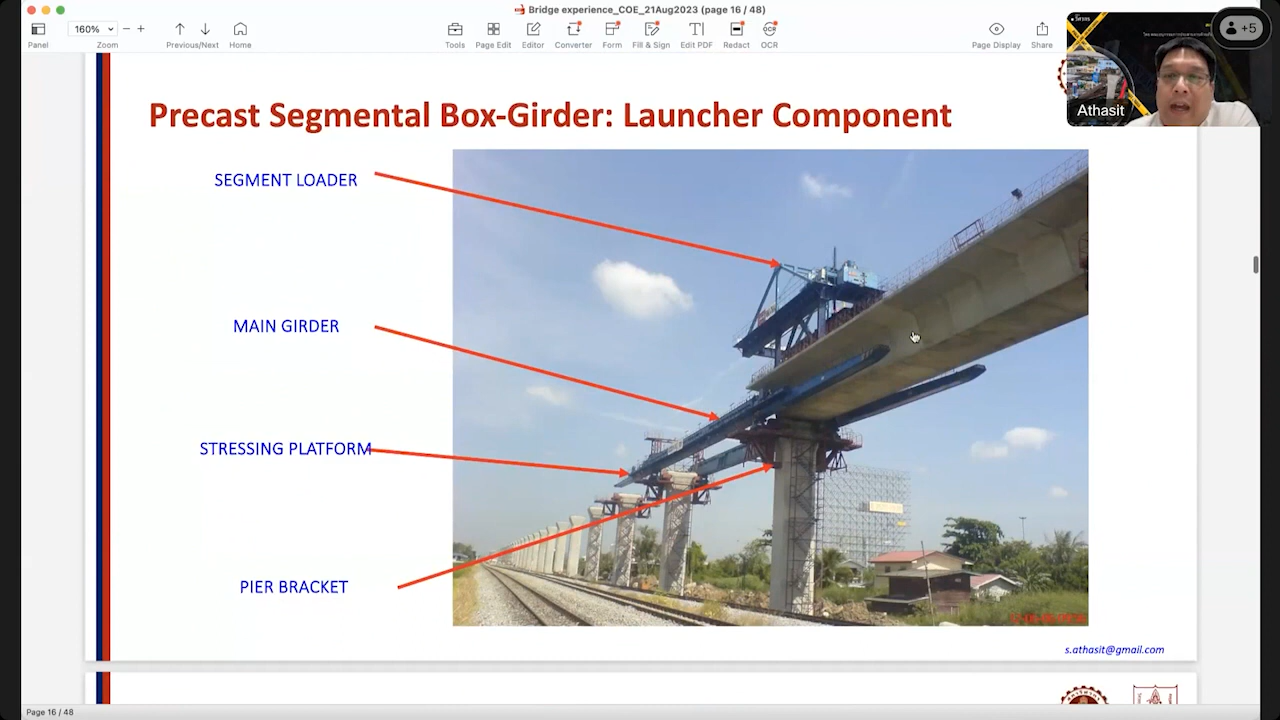 Bridge experience_COE_21Aug2023 (page 16 / 48)
160%
Panel
Zoom
Previous/Next
Home
Tools
Page Edit
Editor
Converter
Form
Fill & Sign
Edit PDF
Redact
OCR
Page Display
Share
+5
Athasit
Precast Segmental Box-Girder: Launcher Component
SEGMENT LOADER
MAIN GIRDER
STRESSING PLATFORM
PIER BRACKET
s.athasit@gmail.com
Page 16 / 48